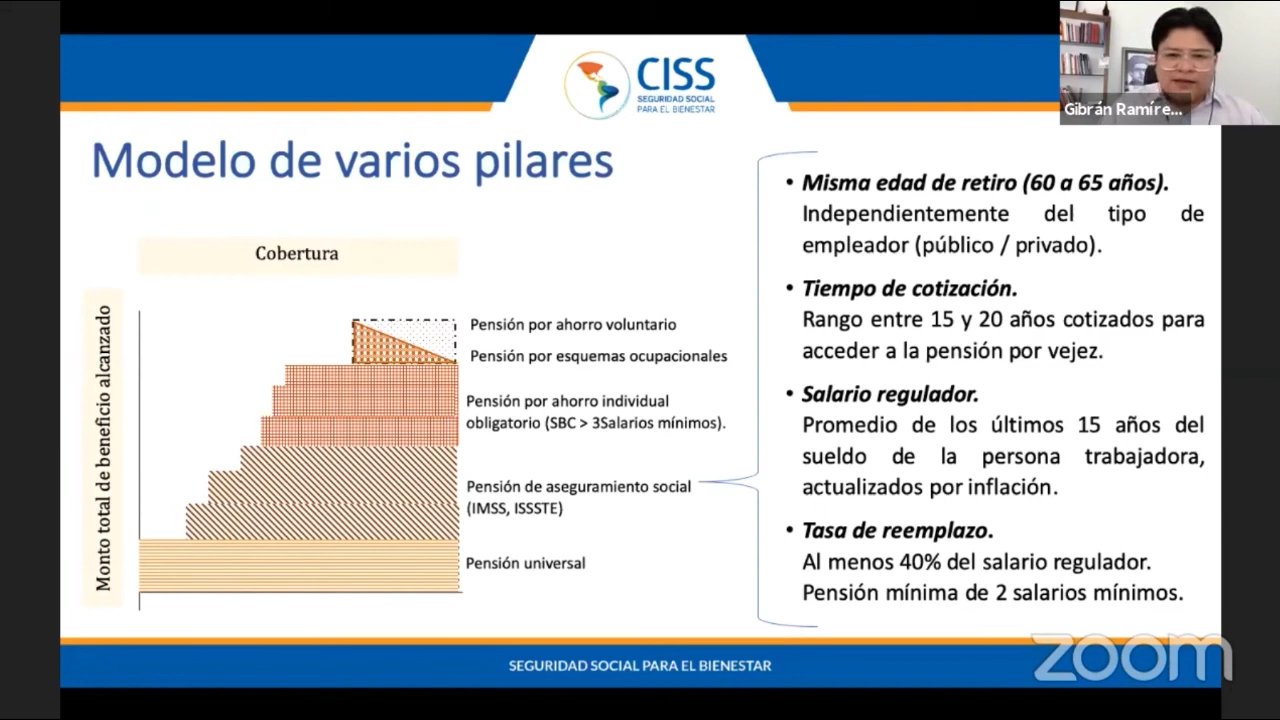 CISS
SEGURIDAD SOCIAL
PARA EL BIENESTAR
Gibrán Ramíre...
Modelo de varios pilares
Cobertura
Monto total de beneficio alcanzado
Pensión por ahorro voluntario
Pensión por esquemas ocupacionales
Pensión por ahorro individual
obligatorio (SBC > 3Salarios mínimos).
Pensión de aseguramiento social
(IMSS, ISSSTE)
Pensión universal
• Misma edad de retiro (60 a 65 años).
Independientemente del tipo de
empleador (público / privado).
• Tiempo de cotización.
Rango entre 15 y 20 años cotizados para
acceder a la pensión por vejez.
• Salario regulador.
Promedio de los últimos 15 años del
sueldo de la persona trabajadora,
actualizados por inflación.
• Tasa de reemplazo.
Al menos 40% del salario regulador.
Pensión mínima de 2 salarios mínimos.
SEGURIDAD SOCIAL PARA EL BIENESTAR
zoom